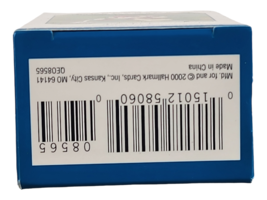 Mfd. for and © 2000 Hallmark Cards, Inc., Kansas City, MO 64141
Made in China
QEO8565
0 15012 58060 0
08565